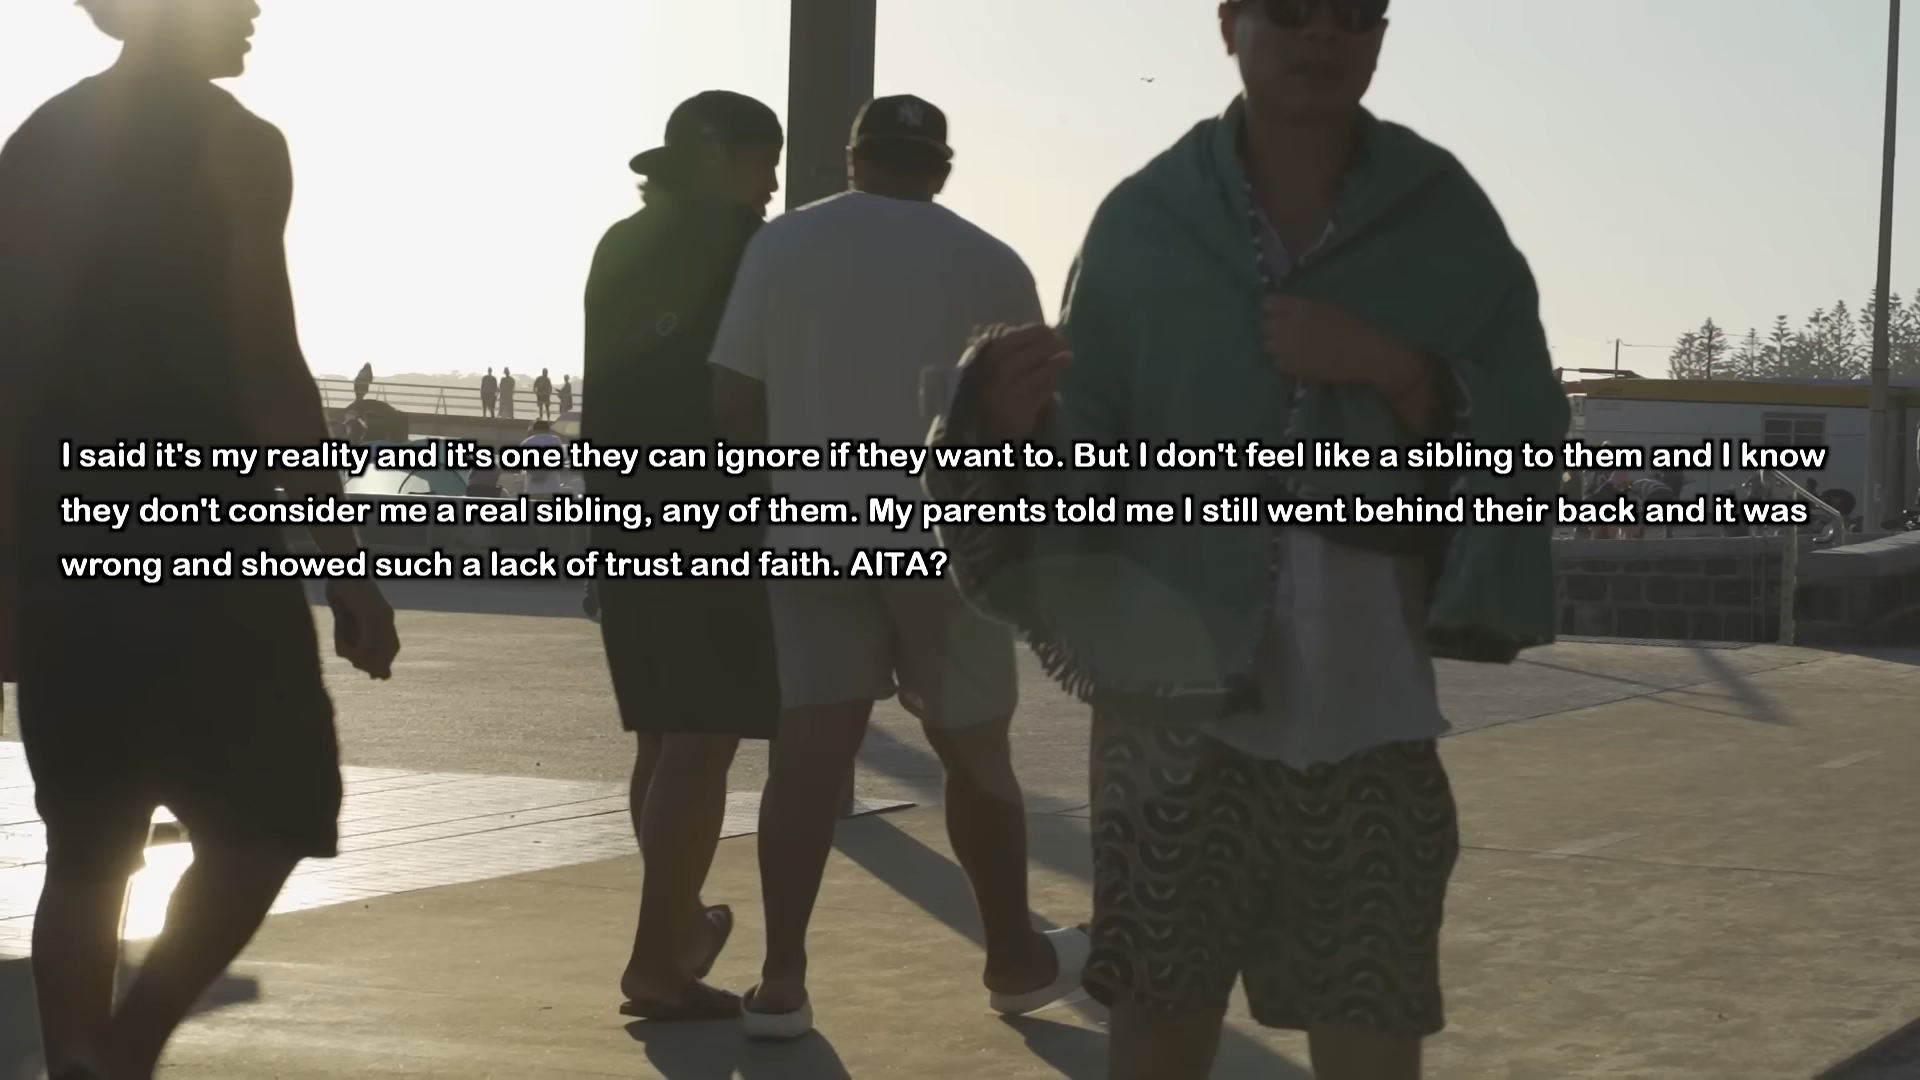 I said it's my reality and it's one they can ignore if they want to. But I don't feel like a sibling to them and I know
they don't consider me a real sibling, any of them. My parents told me I still went behind their back and it was
wrong and showed such a lack of trust and faith. AITA?